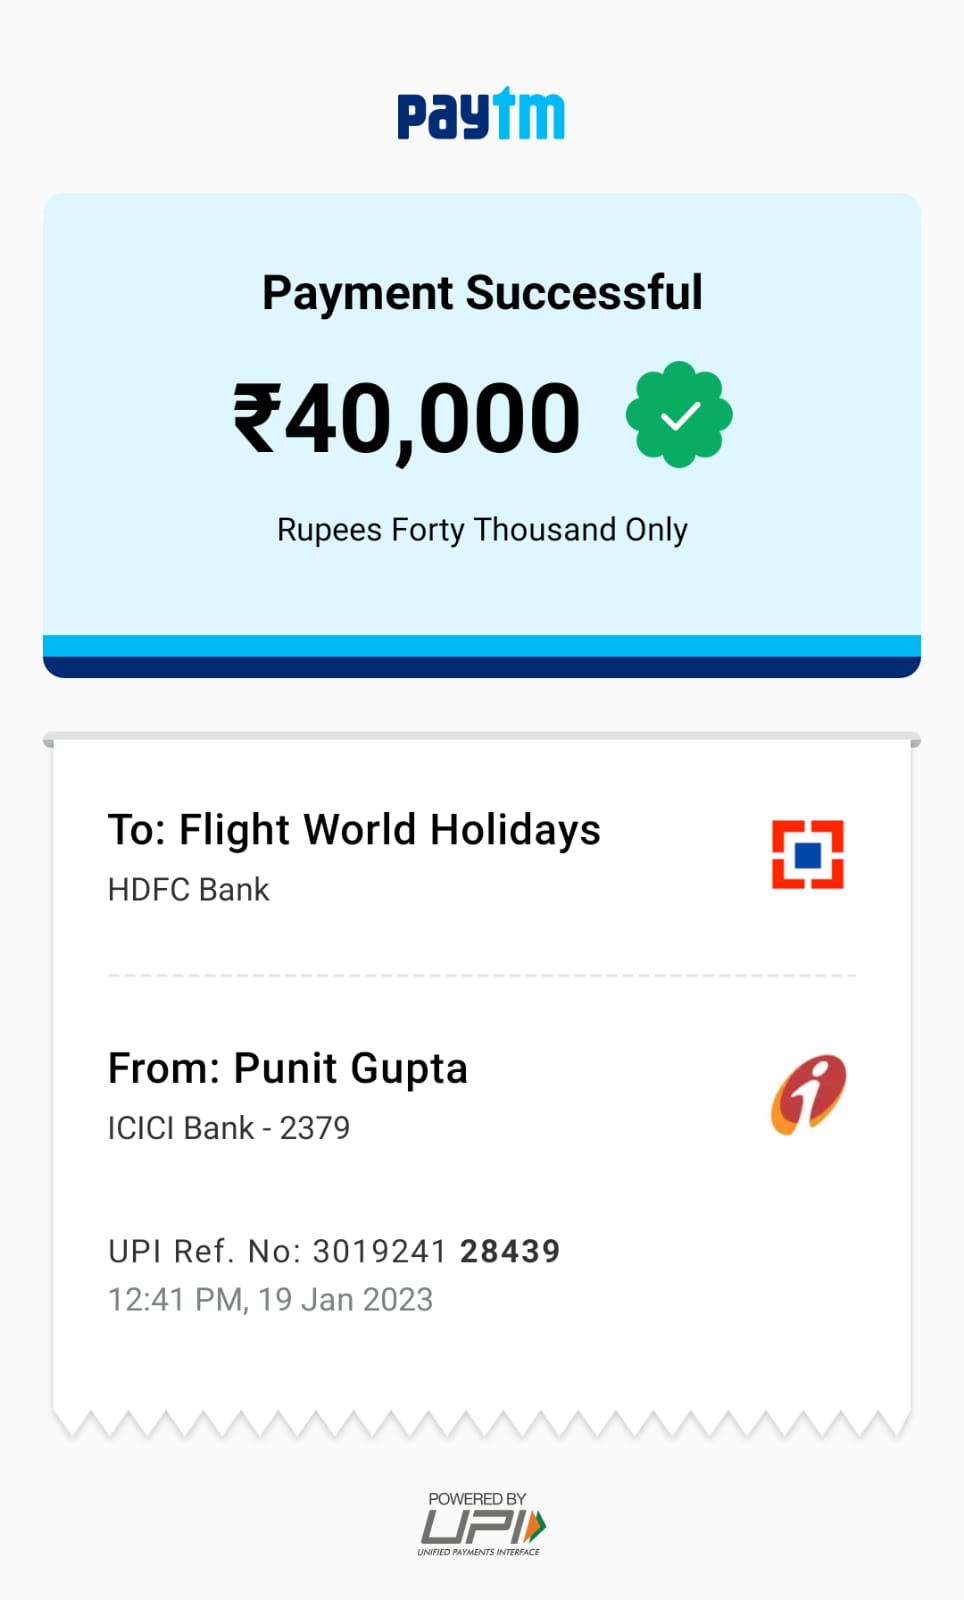 paytm
Payment Successful
₹40,000
Rupees Forty Thousand Only
To: Flight World Holidays
HDFC Bank
From: Punit Gupta
ICICI Bank - 2379
UPI Ref. No: 3019241 28439
12:41 PM, 19 Jan 2023
POWERED BY
UPI
UNIFIED PAYMENTS INTERFACE